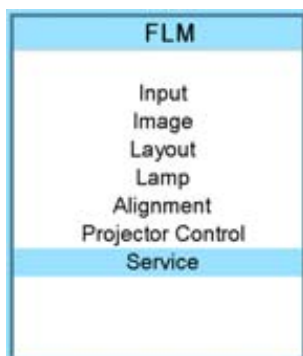 FLM
Input
Image
Layout
Lamp
Alignment
Projector Control
Service